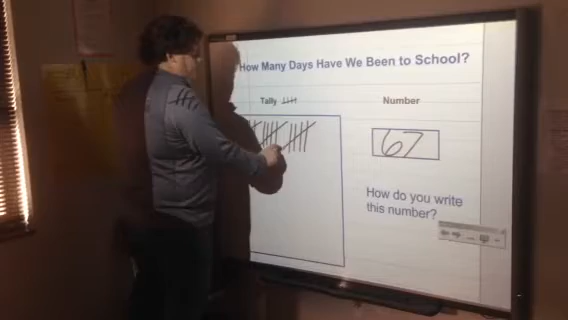 How Many Days Have We Been to School?
Tally
Number
67
How do you write
this number?